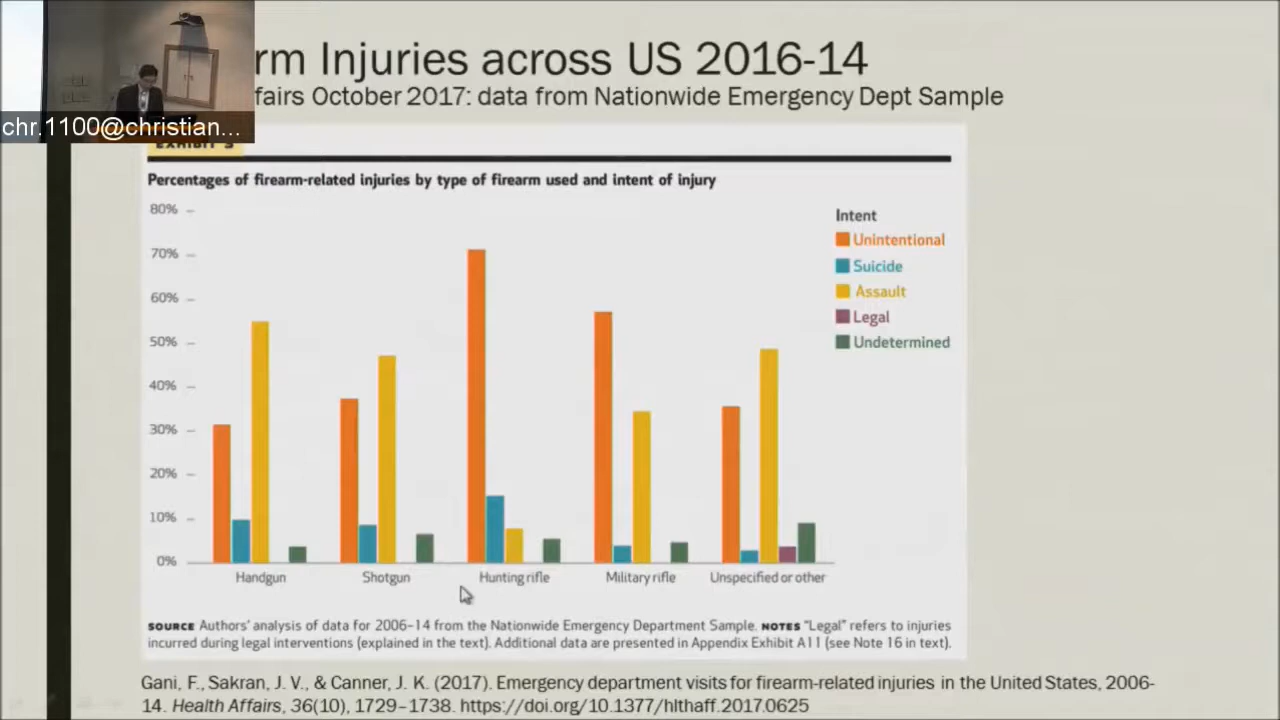 rm Injuries across US 2016-14
fairs October 2017: data from Nationwide Emergency Dept Sample
chr.1100@christian...
EXHIBIT 3
Percentages of firearm-related injuries by type of firearm used and intent of injury
80%
70%
60%
50%
40%
30%
20%
10%
0%
Intent
Unintentional
Suicide
Assault
Legal
Undetermined
Handgun
Shotgun
Hunting rifle
Military rifle
Unspecified or other
SOURCE Authors' analysis of data for 2006–14 from the Nationwide Emergency Department Sample. NOTES "Legal" refers to injuries
incurred during legal interventions (explained in the text). Additional data are presented in Appendix Exhibit A11 (see Note 16 in text).
Gani, F., Sakran, J. V., & Canner, J. K. (2017). Emergency department visits for firearm-related injuries in the United States, 2006-
14. Health Affairs, 36(10), 1729–1738. https://doi.org/10.1377/hlthaff.2017.0625